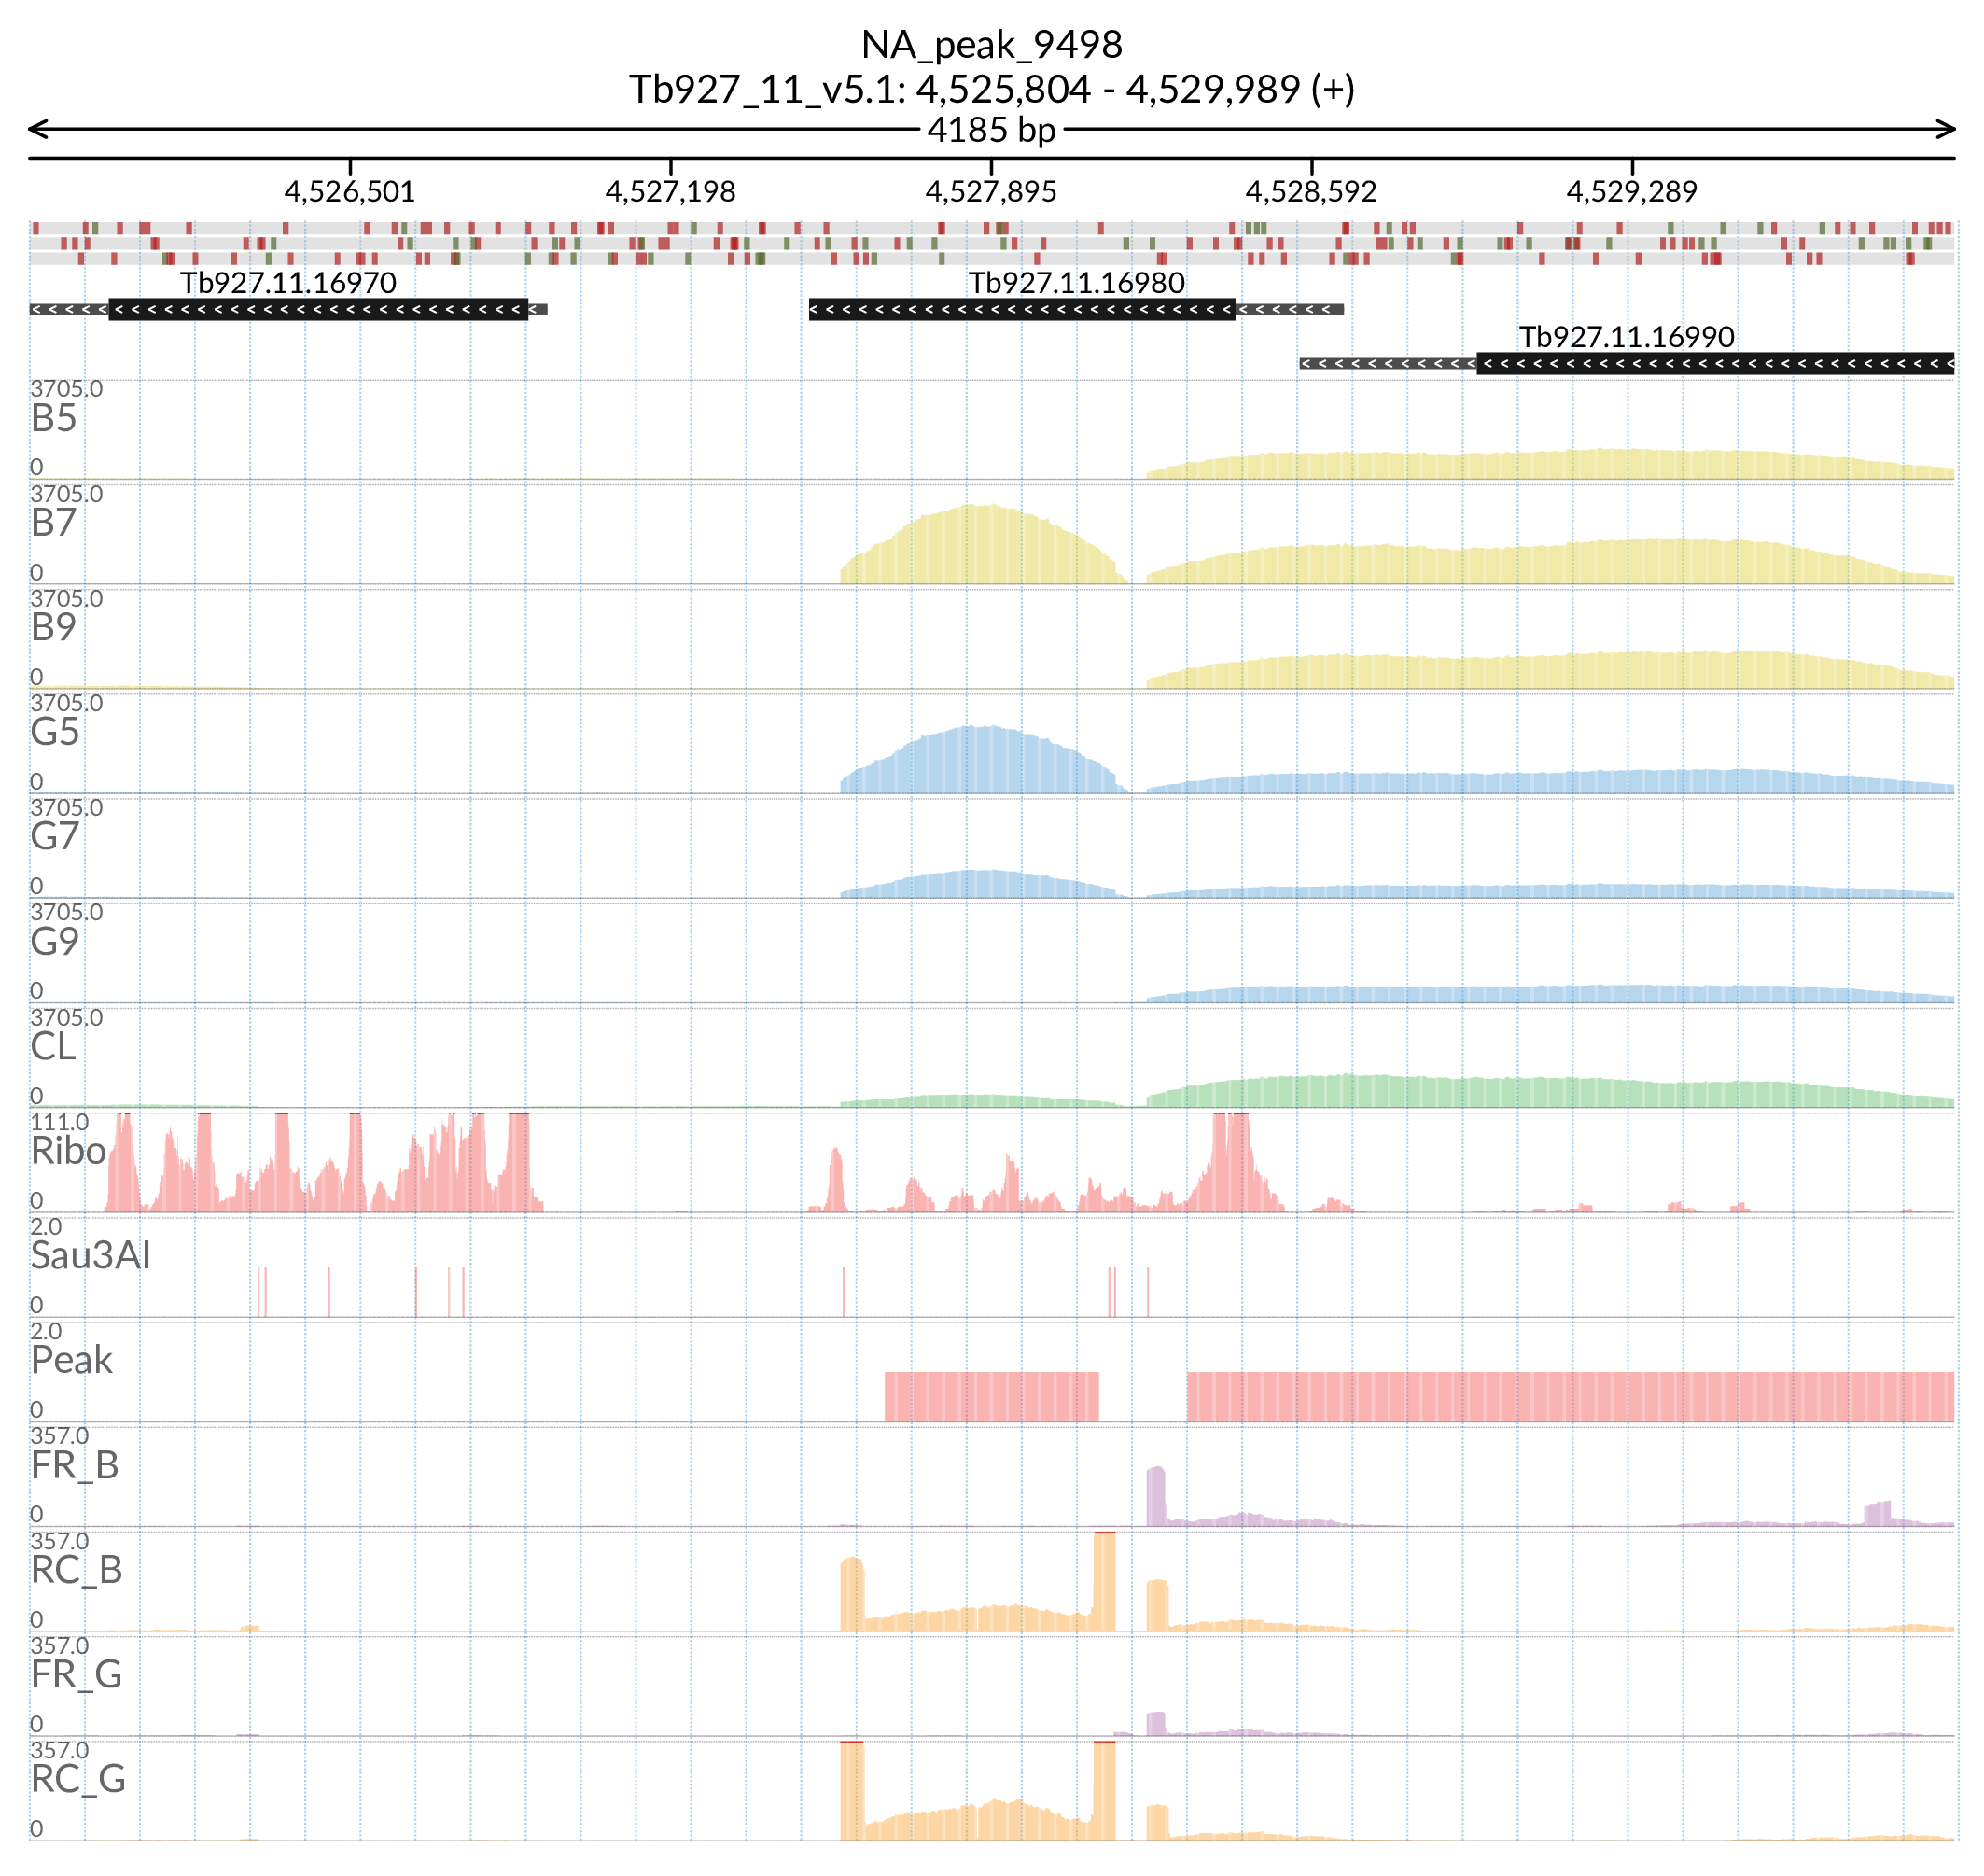 NA_peak_9498
Tb927_11_v5.1: 4,525,804 - 4,529,989 (+)
4185 bp
4,526,501 4,527,198 4,527,895 4,528,592 4,529,289
Tb927.11.16970 Tb927.11.16980
Tb927.11.16990
3705.0
B5
0
3705.0
B7
0
3705.0
B9
0
3705.0
G5
0
3705.0
G7
0
3705.0
G9
0
3705.0
CL
0
111.0
Ribo
0
2.0
Sau3AI
0
2.0
Peak
0
357.0
FR_B
0
357.0
RC_B
0
357.0
FR_G
0
357.0
RC_G
0